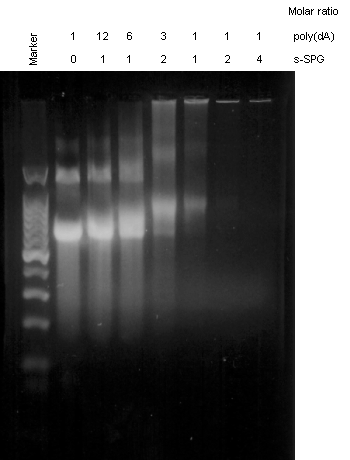 Molar ratio
Marker 1 12 6 3 1 1 1 poly(dA)
0 1 1 2 1 2 4 s-SPG